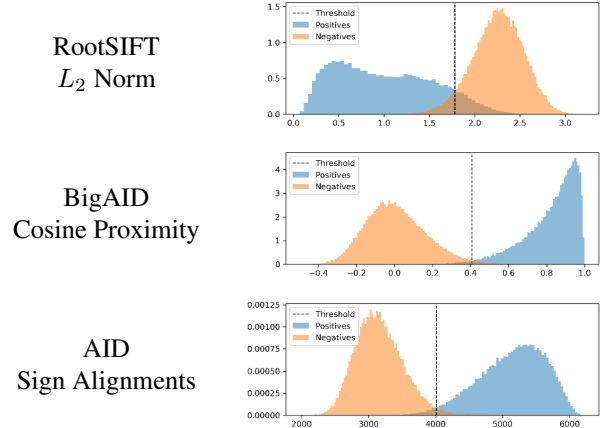 RootSIFT
L₂ Norm
1.5
1.0
0.5
0.0
Threshold
Positives
Negatives
0.0 0.5 1.0 1.5 2.0 2.5 3.0
BigAID
Cosine Proximity
4
3
2
1
0
Threshold
Positives
Negatives
−0.4 −0.2 0.0 0.2 0.4 0.6 0.8 1.0
AID
Sign Alignments
0.00125
0.00100
0.00075
0.00050
0.00025
0.00000
Threshold
Positives
Negatives
2000 3000 4000 5000 6000